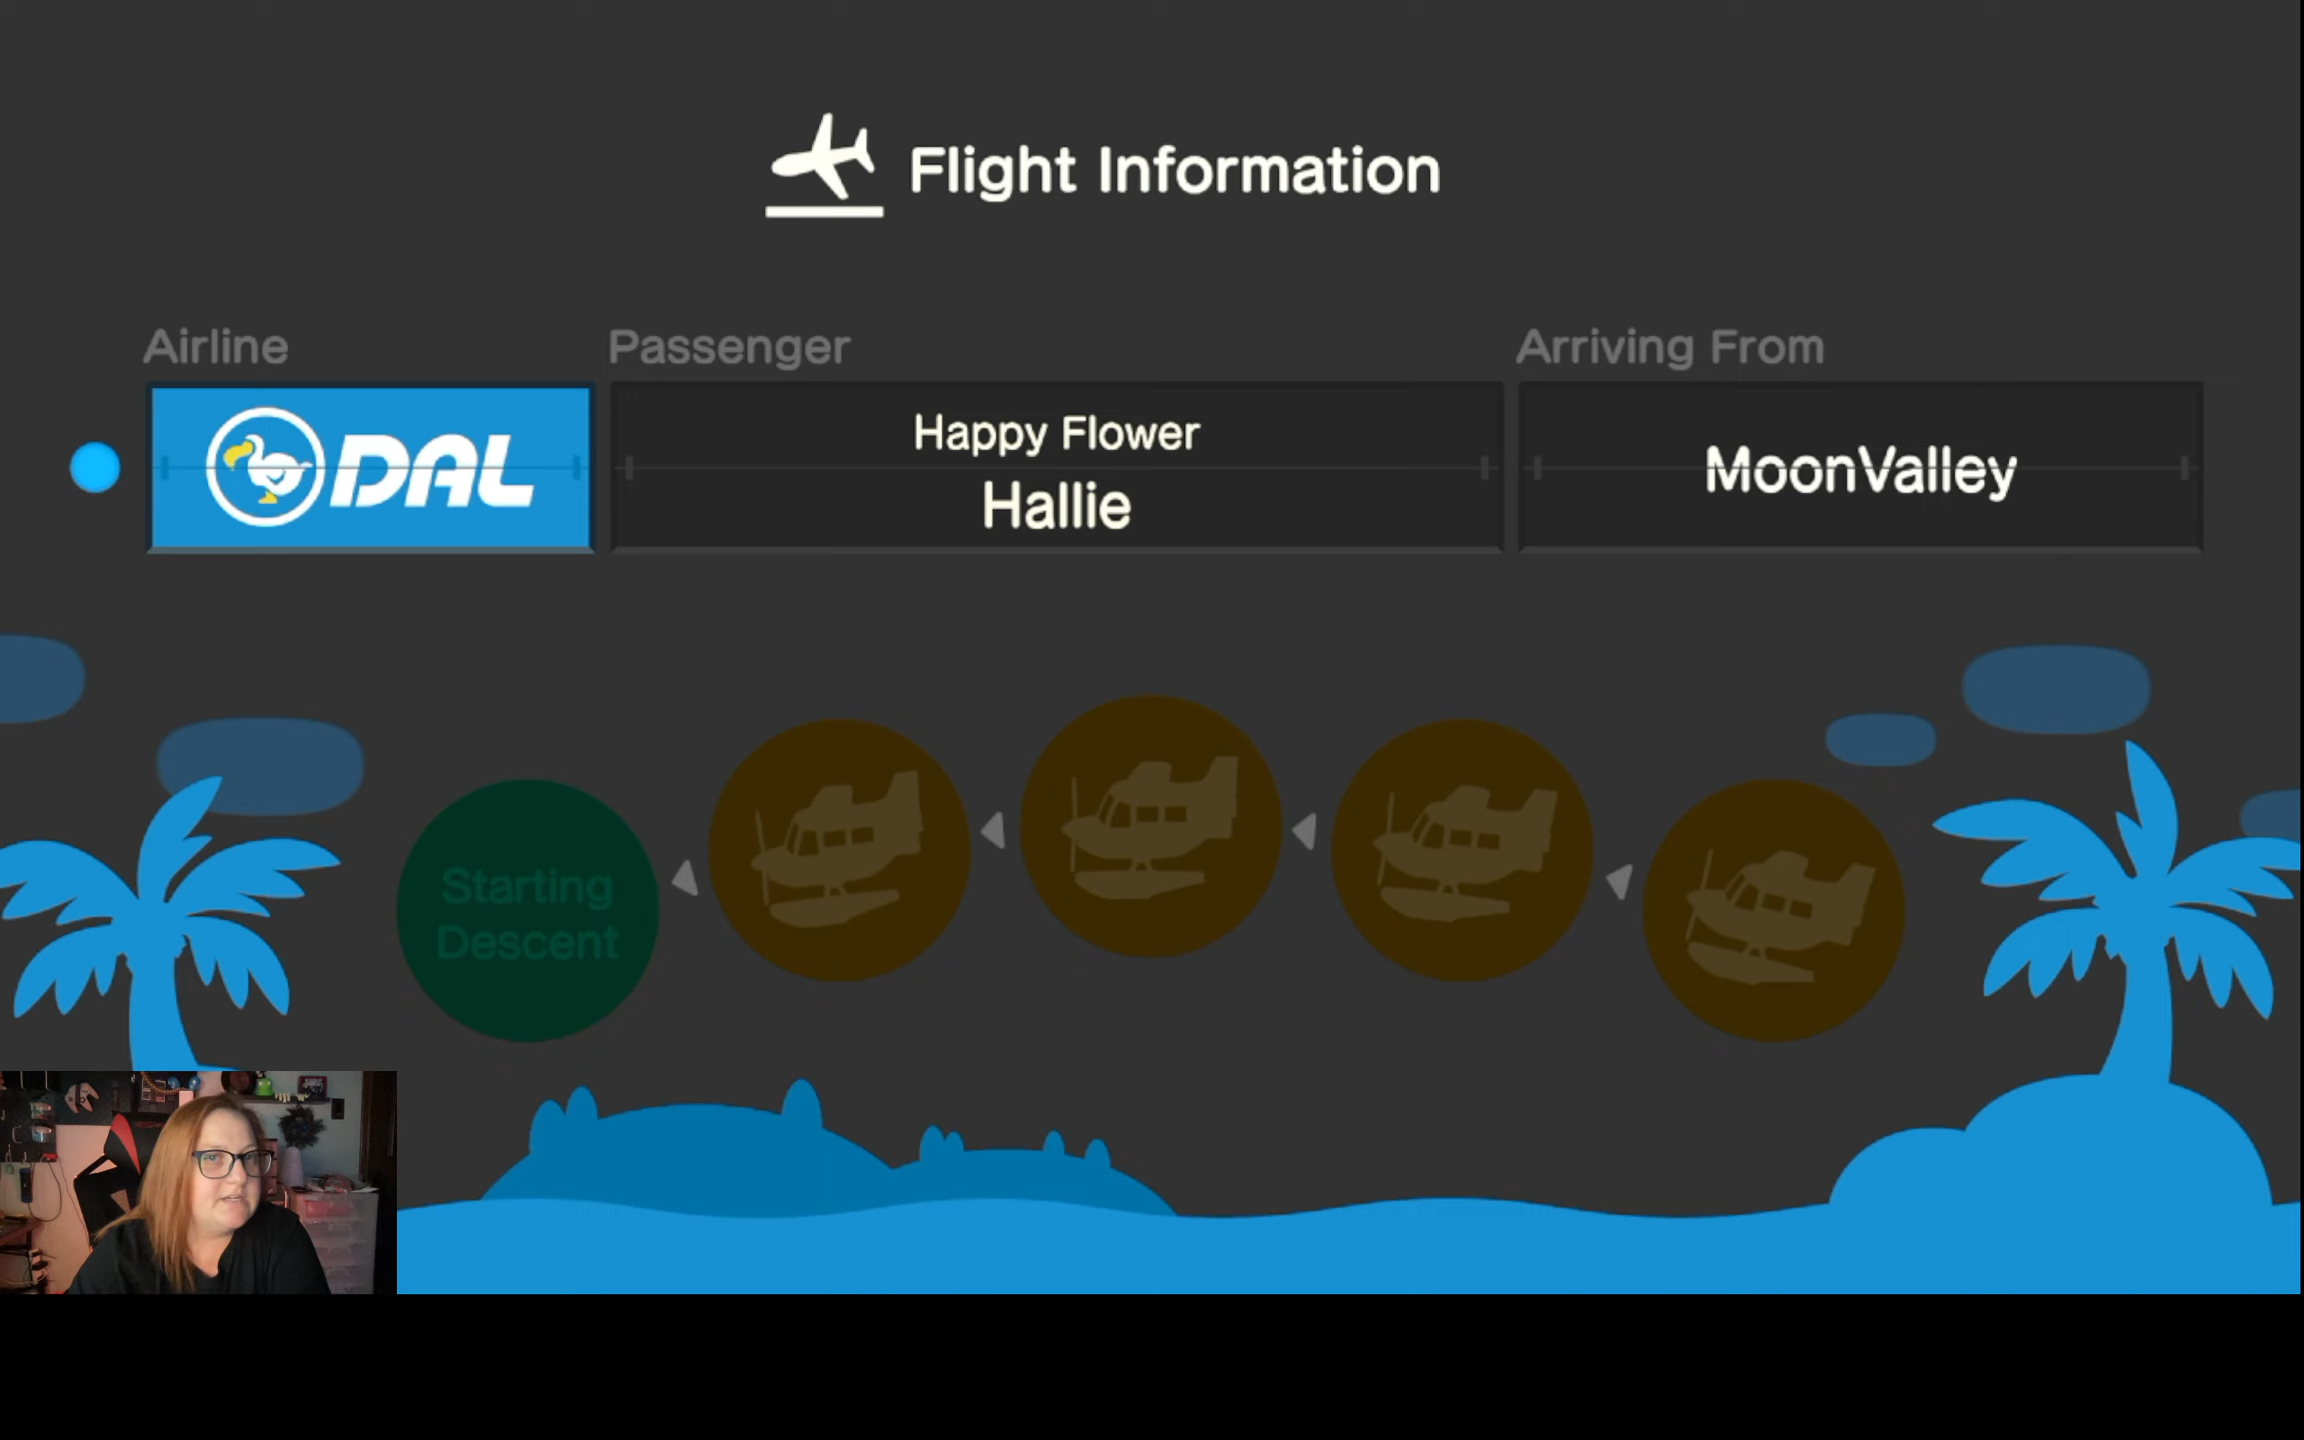 Flight Information
Airline
Passenger
Arriving From
DAL
Happy Flower
Hallie
MoonValley
Starting
Descent